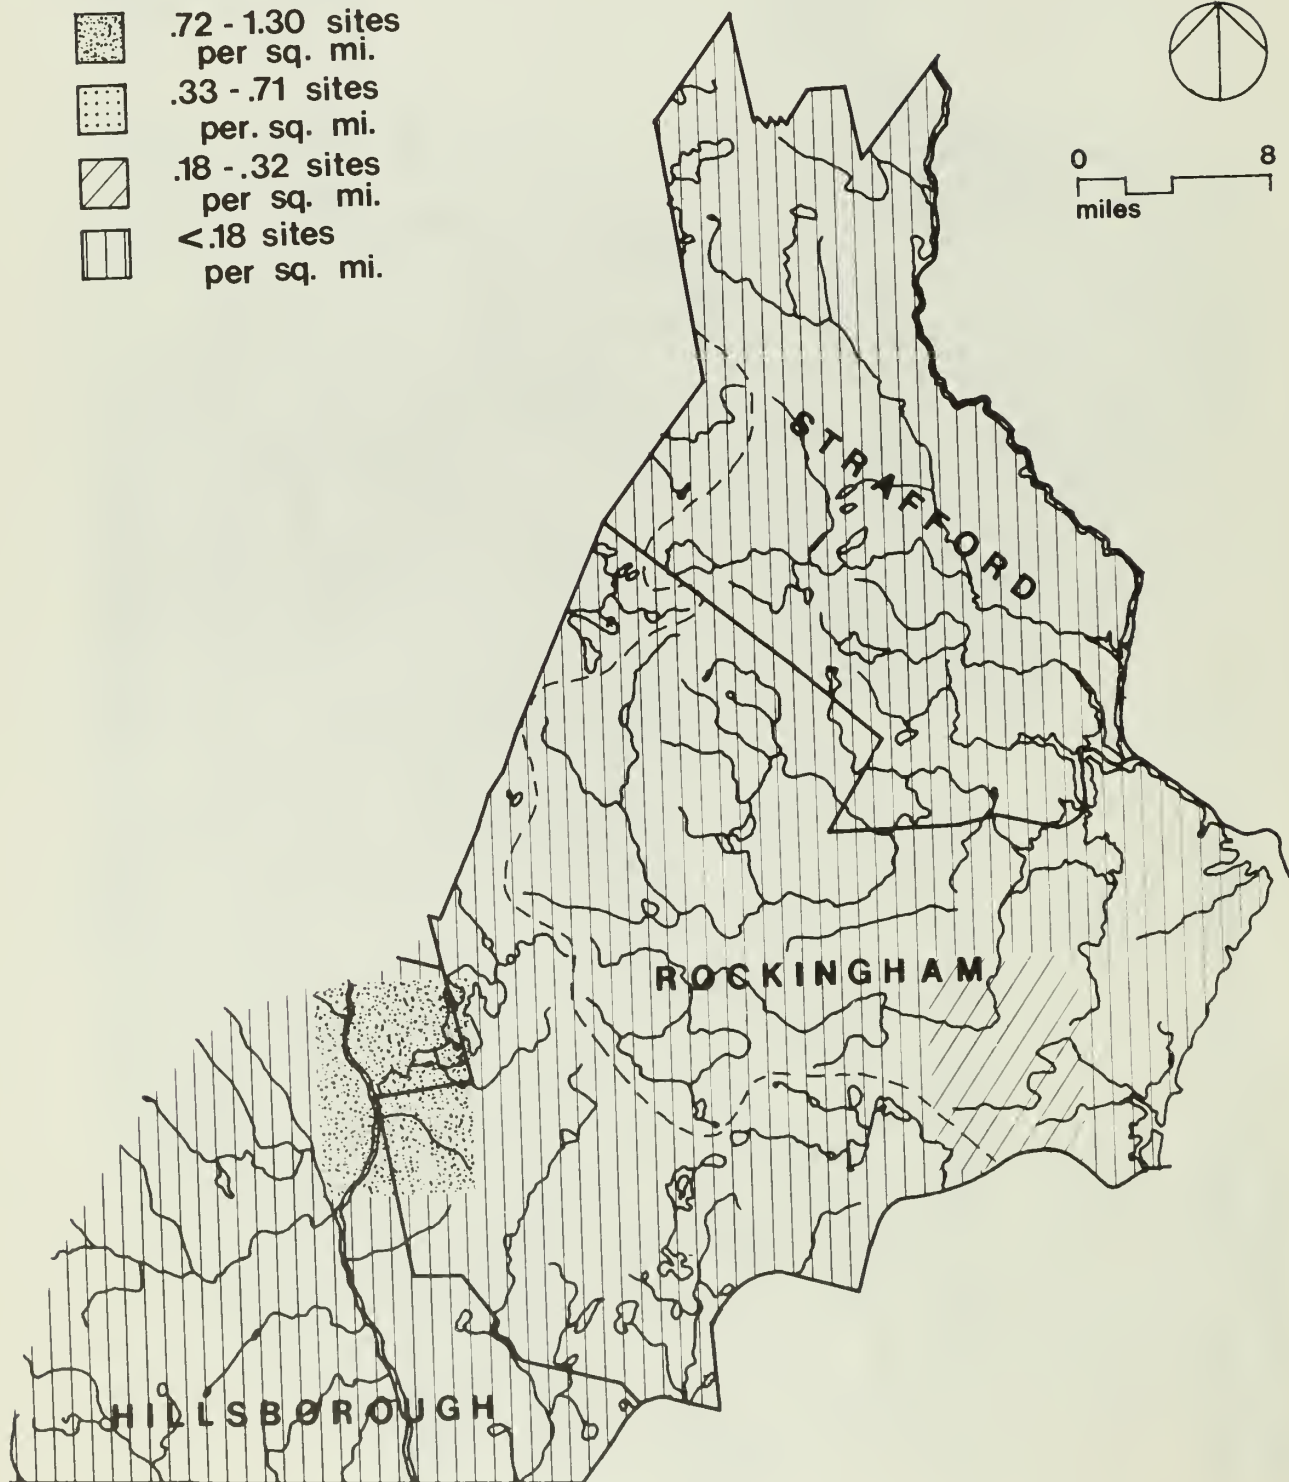 .72 - 1.30 sites
per sq. mi.
.33 - .71 sites
per. sq. mi.
.18 - .32 sites
per sq. mi.
<.18 sites
per sq. mi.
0 8
miles
STRAFFORD
ROCKINGHAM
HILLSBOROUGH